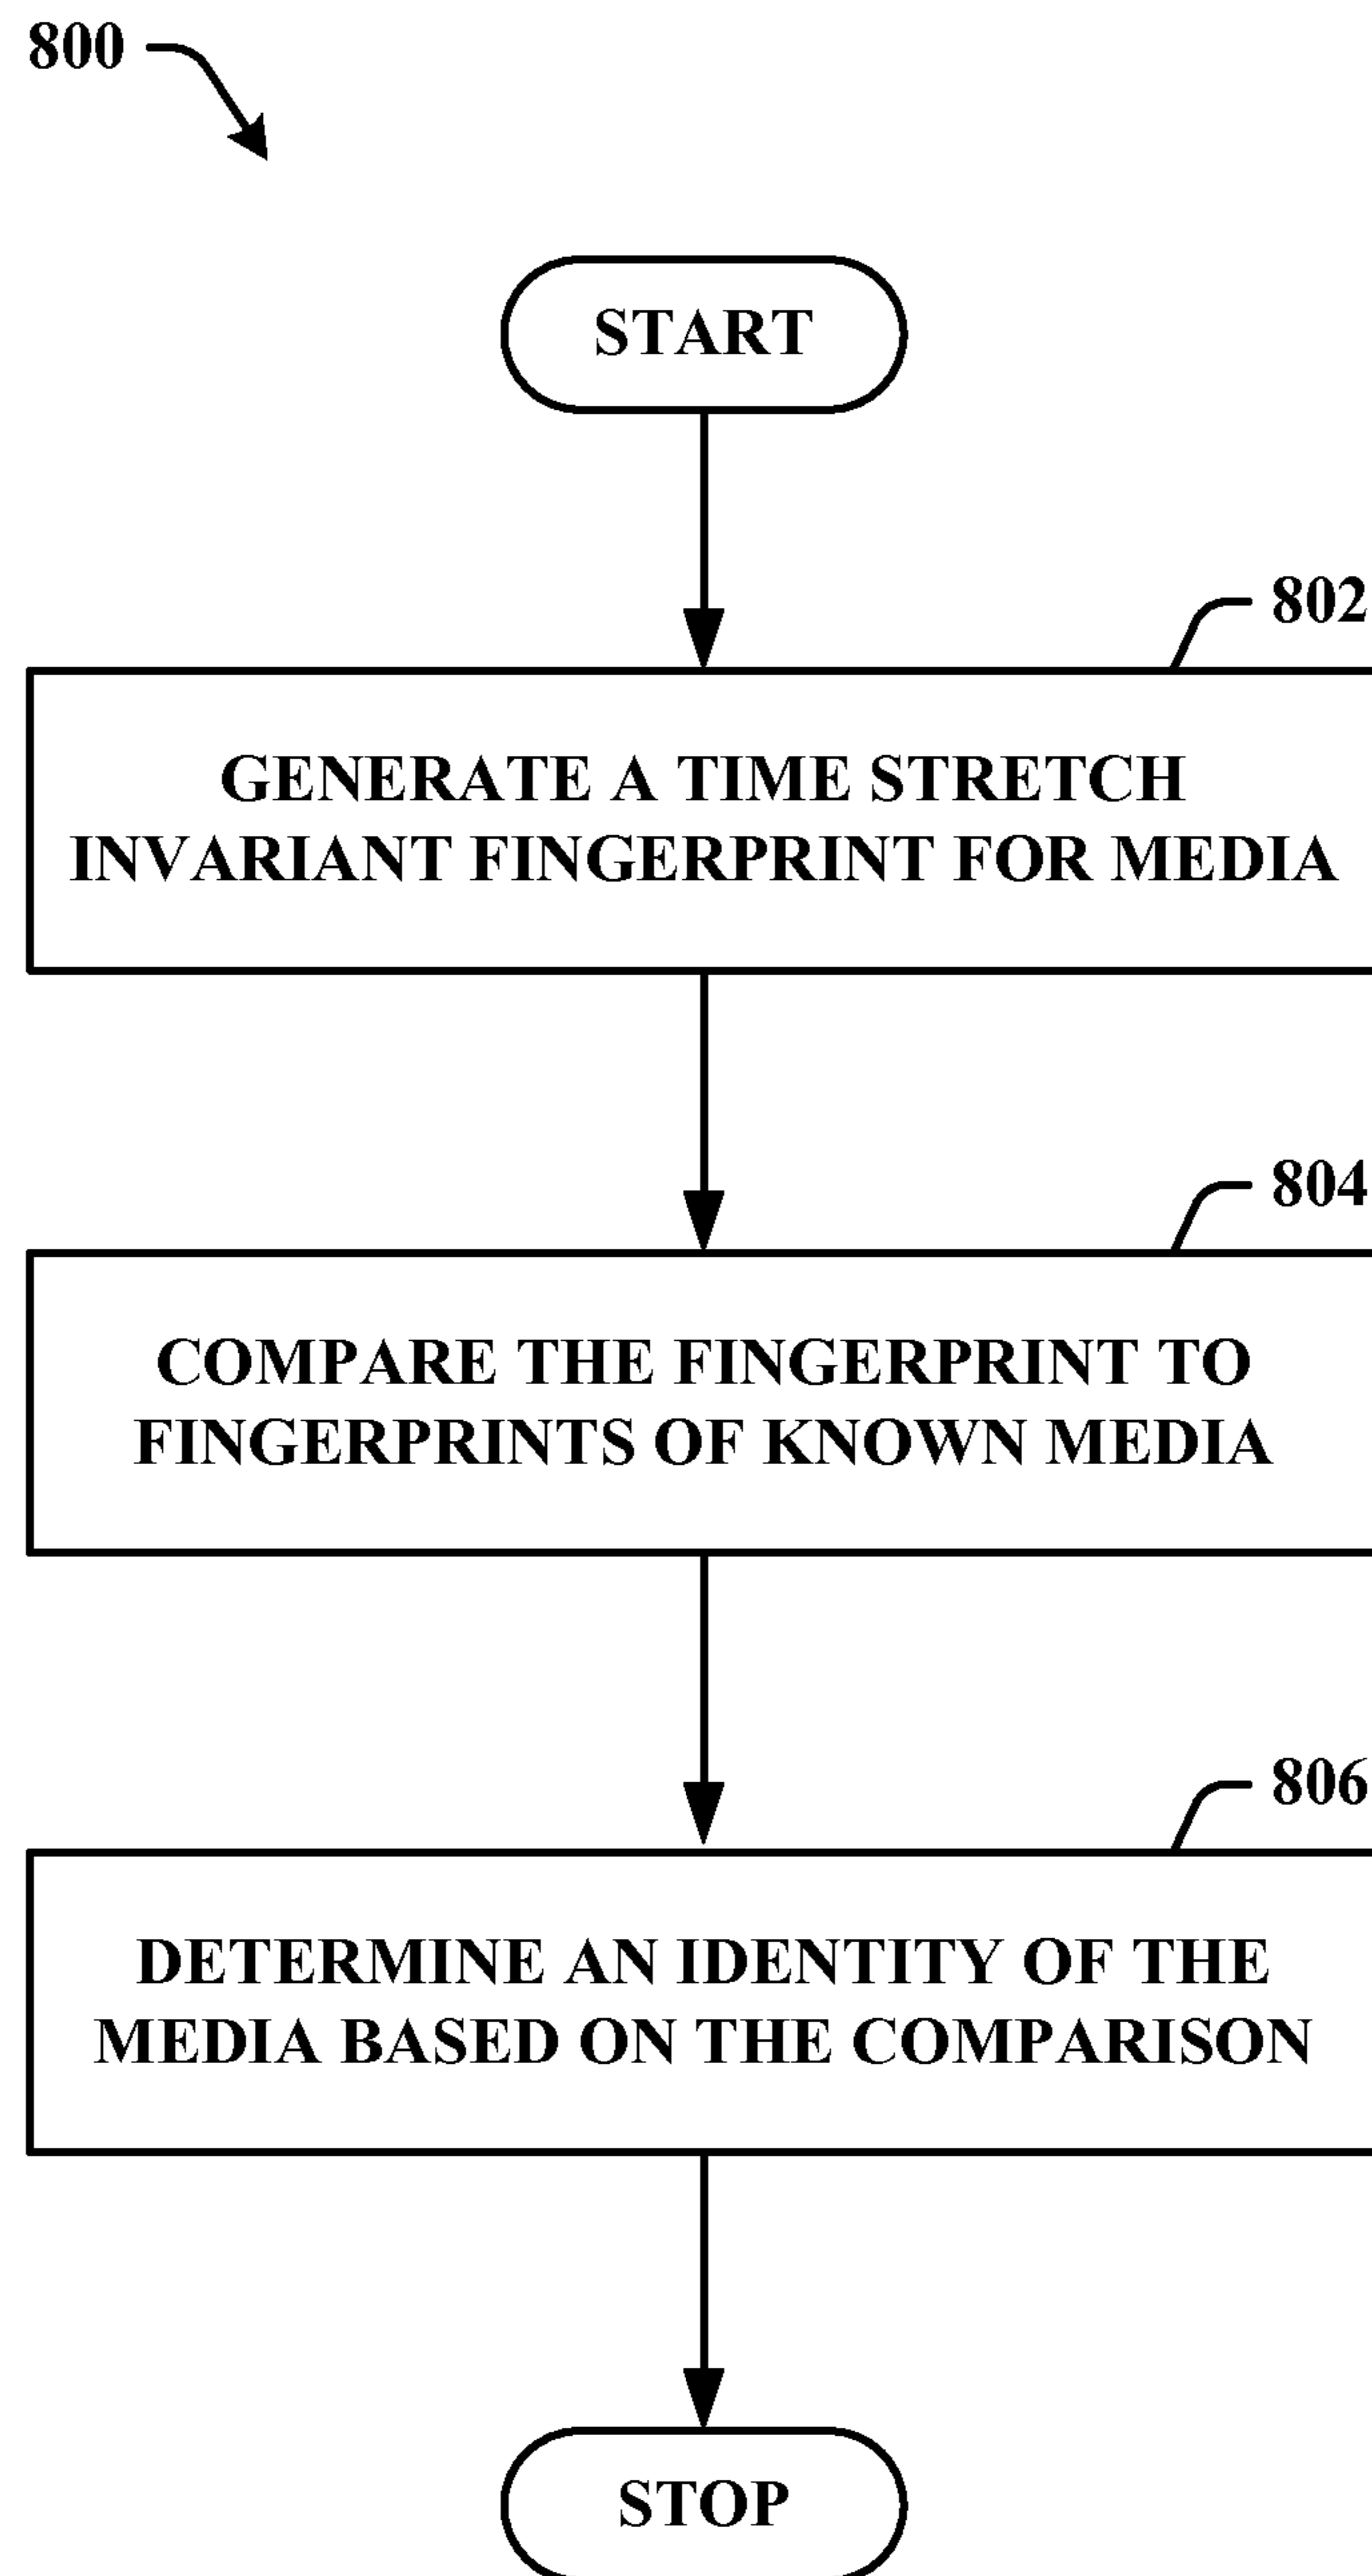 800
START
802
GENERATE A TIME STRETCH
INVARIANT FINGERPRINT FOR MEDIA
804
COMPARE THE FINGERPRINT TO
FINGERPRINTS OF KNOWN MEDIA
806
DETERMINE AN IDENTITY OF THE
MEDIA BASED ON THE COMPARISON
STOP